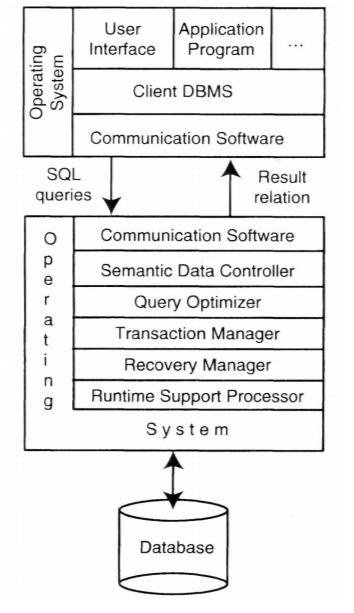 Operating
System
User
Interface
Application
Program
...
Client DBMS
Communication Software
SQL
queries
Result
relation
Operating
Communication Software
Semantic Data Controller
Query Optimizer
Transaction Manager
Recovery Manager
Runtime Support Processor
System
Database